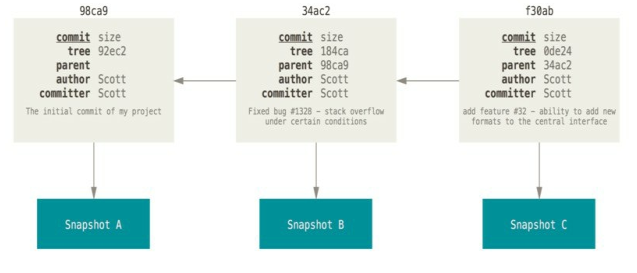 98ca9
commit size
tree 92ec2
parent
author Scott
committer Scott
The initial commit of my project
Snapshot A
34ac2
commit size
tree 184ca
parent 98ca9
author Scott
committer Scott
Fixed bug #1328 – stack overflow
under certain conditions
Snapshot B
f30ab
commit size
tree 0de24
parent 34ac2
author Scott
committer Scott
add feature #32 – ability to add new
formats to the central interface
Snapshot C